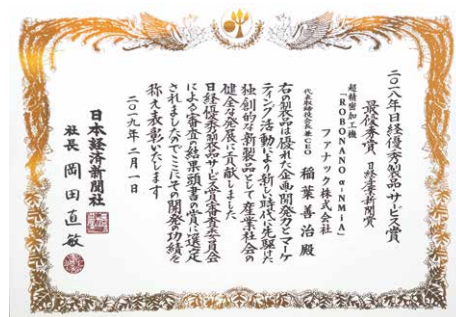 二〇一八年日経優秀製品・サービス賞
最優秀賞 日本経済新聞賞
超精密加工機
「ROBONANO α-NMiA」
ファナック株式会社
代表取締役会長兼CEO 稲葉善治殿
右の製品は優れた企画開発力とマーケ
ティング活動により新しい時代に先駆けた
独創的な新製品として産業社会の
健全な発展に貢献しました
日経優秀製品・サービス賞審査委員会
による審査の結果頭書の賞に選定
されましたのでここにその開発の功績を
称え表彰いたします
二〇一九年二月一日
日本経済新聞社
社長 岡田直敏